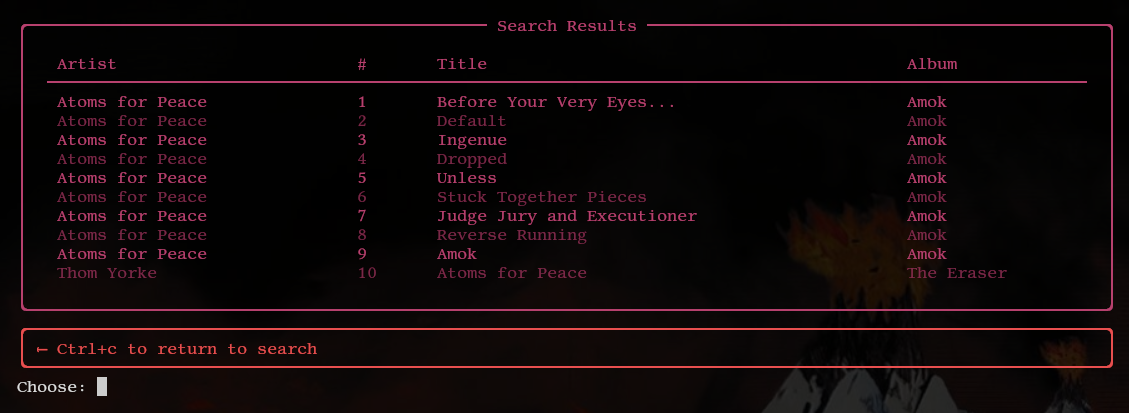 Search Results
Artist # Title Album
Atoms for Peace 1 Before Your Very Eyes... Amok
Atoms for Peace 2 Default Amok
Atoms for Peace 3 Ingenue Amok
Atoms for Peace 4 Dropped Amok
Atoms for Peace 5 Unless Amok
Atoms for Peace 6 Stuck Together Pieces Amok
Atoms for Peace 7 Judge Jury and Executioner Amok
Atoms for Peace 8 Reverse Running Amok
Atoms for Peace 9 Amok Amok
Thom Yorke 10 Atoms for Peace The Eraser
← Ctrl+c to return to search
Choose: